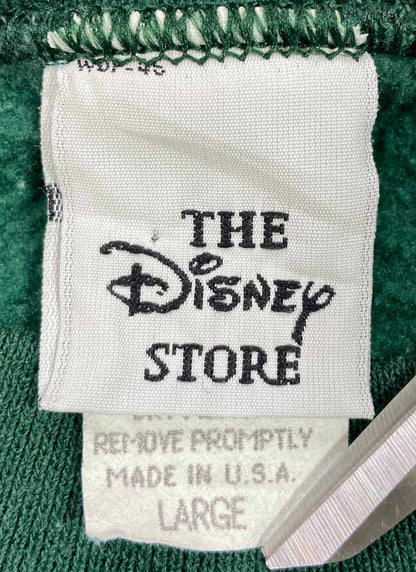 THE
Disney
STORE
REMOVE PROMPTLY
MADE IN U.S.A.
LARGE